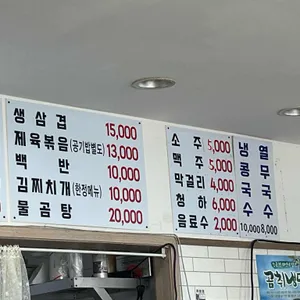 생삼겹 15,000
제육볶음(공기밥별도) 13,000
백반 10,000
김찌치개(한정메뉴) 10,000
물곰탕 20,000
소주 5,000
맥주 5,000
막걸리 4,000
청하 6,000
음료수 2,000
냉콩국수 10,000
열무국수 8,000